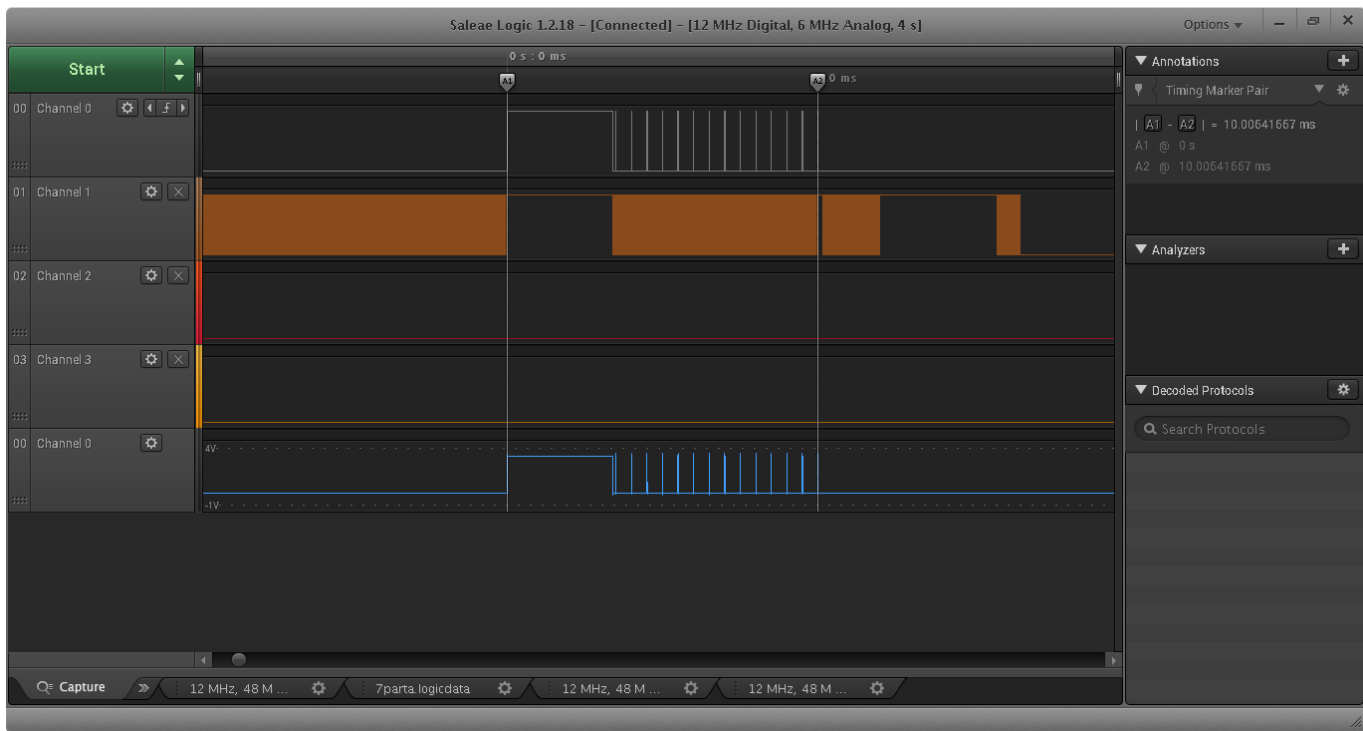 Saleae Logic 1.2.18 – [Connected] – [12 MHz Digital, 6 MHz Analog, 4 s]
Options
Start
0 s : 0 ms
A1
A2
0 ms
00 Channel 0
01 Channel 1
02 Channel 2
03 Channel 3
00 Channel 0
4V
-1V
Annotations
Timing Marker Pair
| A1 - A2 | = 10.00541667 ms
A1 @ 0 s
A2 @ 10.00541667 ms
Analyzers
Decoded Protocols
Search Protocols
Capture
12 MHz, 48 M ...
7parta.logicdata
12 MHz, 48 M ...
12 MHz, 48 M ...